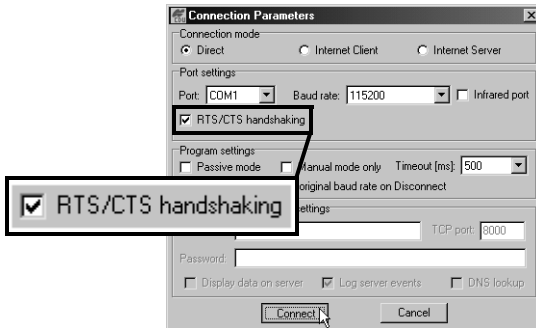 Connection Parameters
Connection mode
Direct Internet Client Internet Server
Port settings
Port: COM1 Baud rate: 115200 Infrared port
RTS/CTS handshaking
Program settings
Passive mode Manual mode only Timeout [ms]: 500
RTS/CTS handshaking
original baud rate on Disconnect
settings
TCP port: 8000
Password:
Display data on server Log server events DNS lookup
Connect Cancel